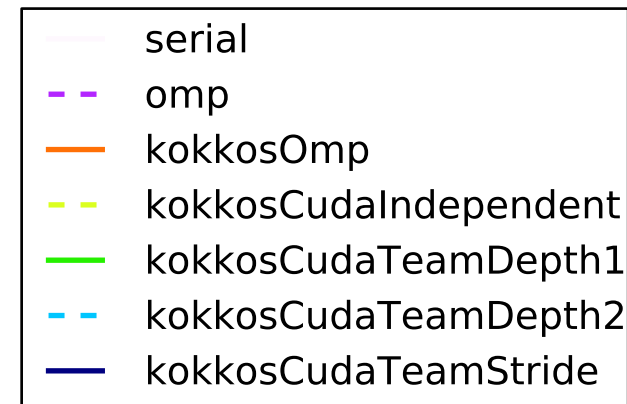 serial
omp
kokkosOmp
kokkosCudaIndependent
kokkosCudaTeamDepth1
kokkosCudaTeamDepth2
kokkosCudaTeamStride